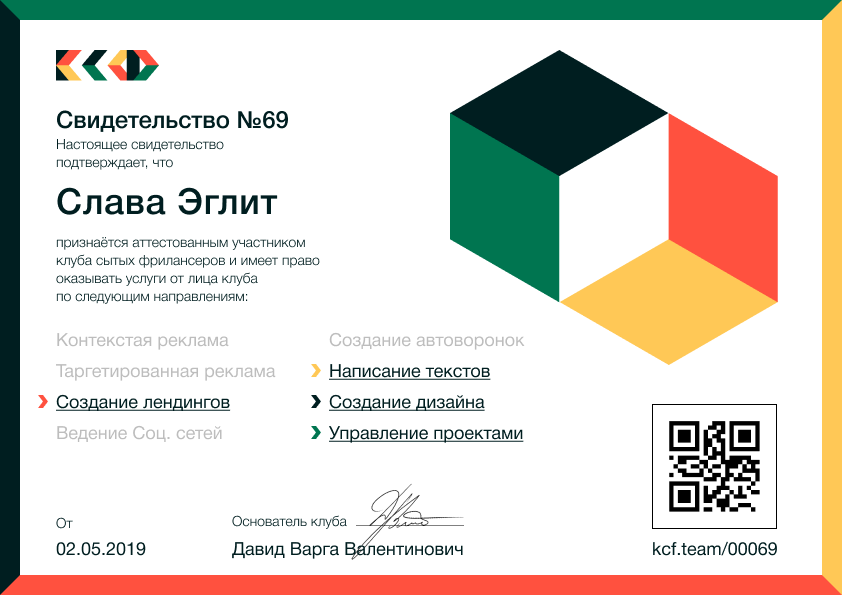 Свидетельство №69
Настоящее свидетельство
подтверждает, что
Слава Эглит
признаётся аттестованным участником
клуба сытых фрилансеров и имеет право
оказывать услуги от лица клуба
по следующим направлениям:
Контекстая реклама
Таргетированная реклама
Создание лендингов
Ведение Соц. сетей
Создание автоворонок
Написание текстов
Создание дизайна
Управление проектами
От
02.05.2019
Основатель клуба
Давид Варга Валентинович
kcf.team/00069